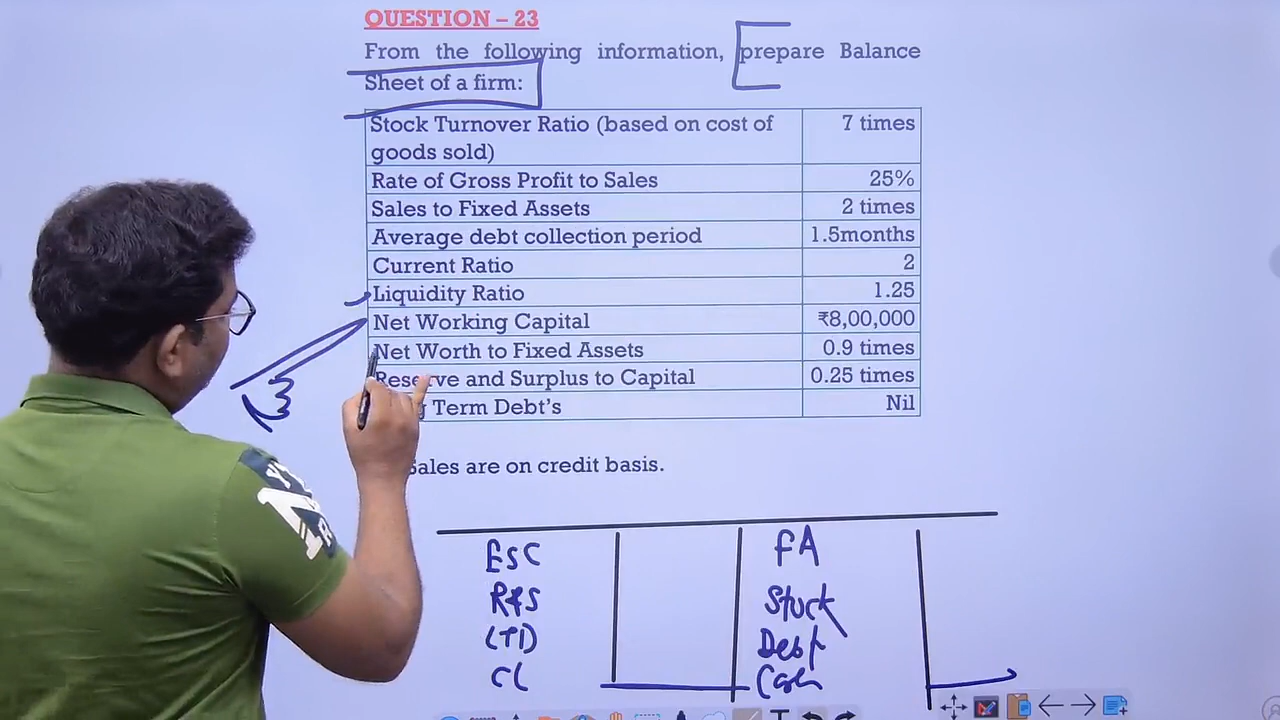 QUESTION – 23
From the following information, prepare Balance
Sheet of a firm:
Stock Turnover Ratio (based on cost of goods sold) 7 times
Rate of Gross Profit to Sales 25%
Sales to Fixed Assets 2 times
Average debt collection period 1.5months
Current Ratio 2
Liquidity Ratio 1.25
Net Working Capital ₹8,00,000
Net Worth to Fixed Assets 0.9 times
Reserve and Surplus to Capital 0.25 times
Term Debt's Nil
Sales are on credit basis.
ESC FA
R&S Stock
Debt
CL Cash